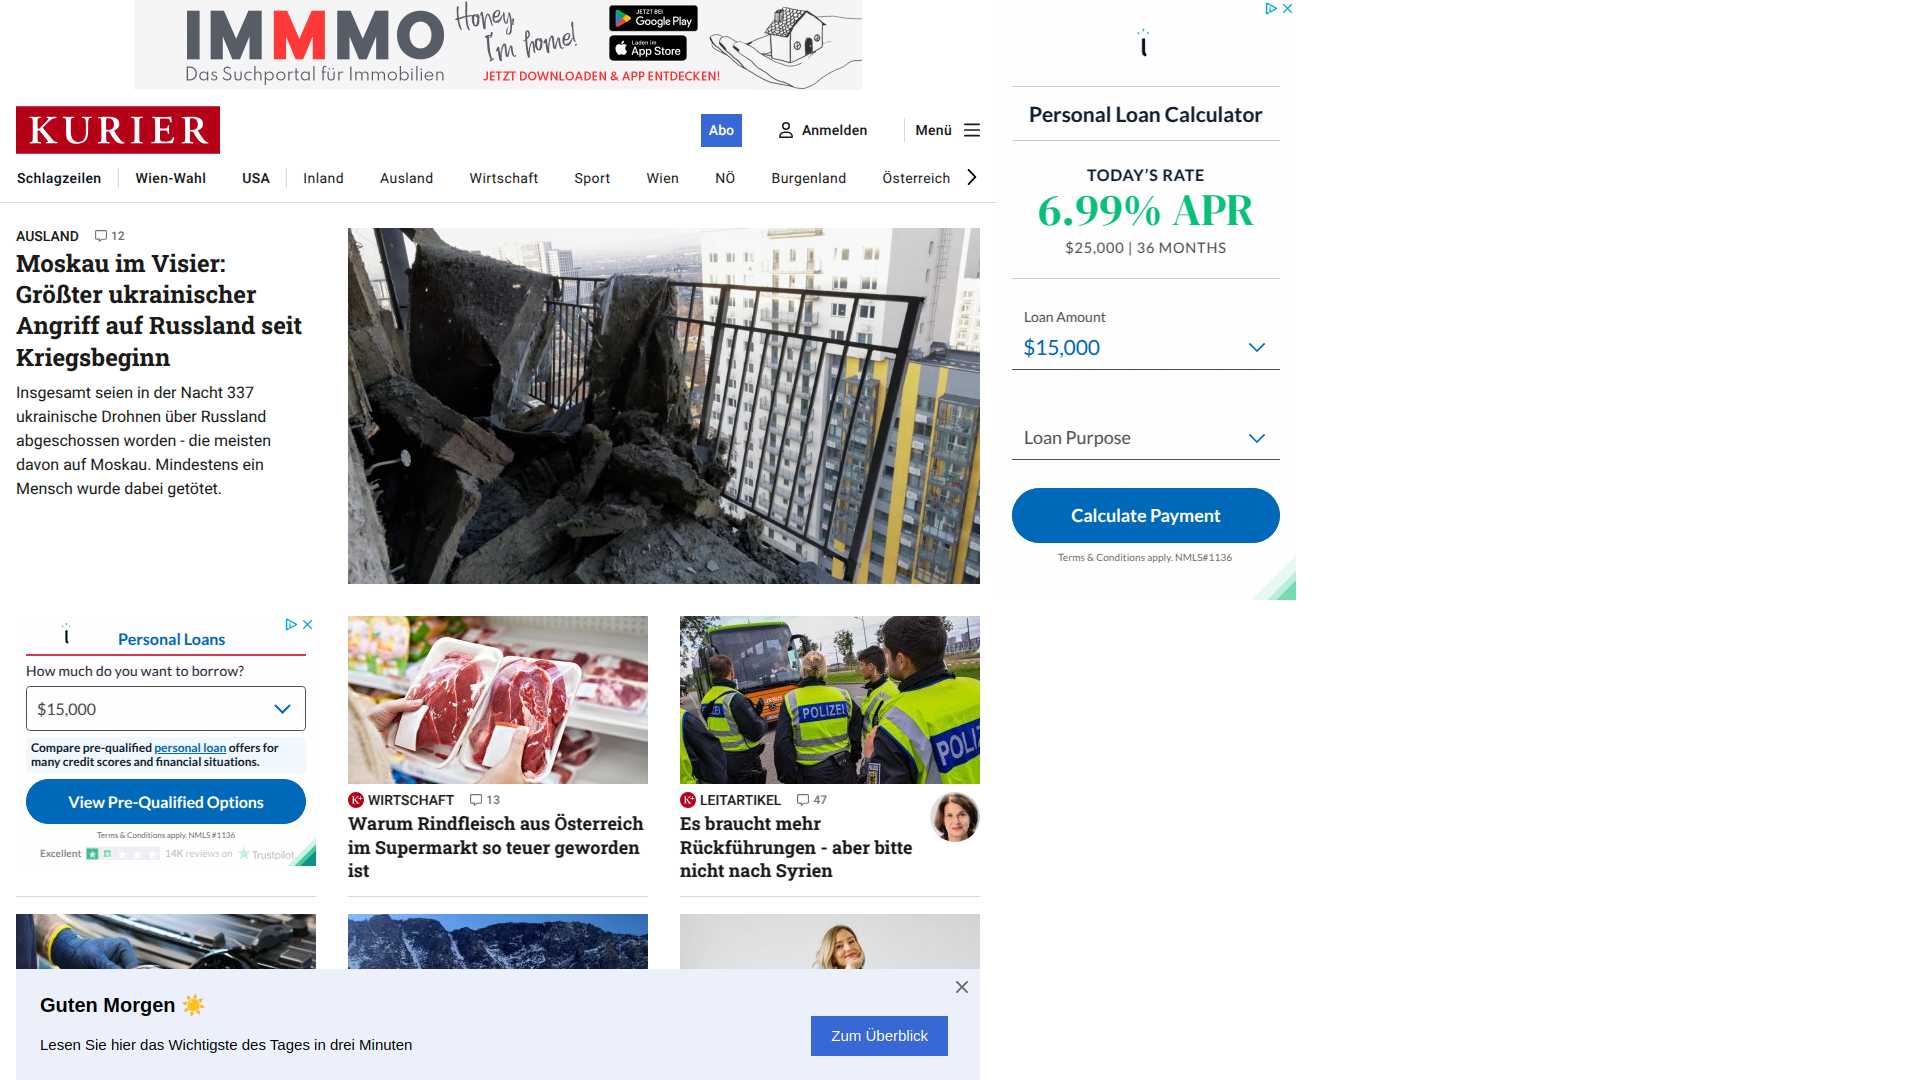 IMMMO
Das Suchportal für Immobilien
Honey,
I'm home!
JETZT BEI
Google Play
Laden im
App Store
JETZT DOWNLOADEN & APP ENTDECKEN!
KURIER
Abo
Anmelden
Menü
Schlagzeilen
Wien-Wahl
USA
Inland
Ausland
Wirtschaft
Sport
Wien
NÖ
Burgenland
Österreich
AUSLAND
12
Moskau im Visier:
Größter ukrainischer
Angriff auf Russland seit
Kriegsbeginn
Insgesamt seien in der Nacht 337
ukrainische Drohnen über Russland
abgeschossen worden - die meisten
davon auf Moskau. Mindestens ein
Mensch wurde dabei getötet.
Personal Loan Calculator
TODAY'S RATE
6.99% APR
$25,000 | 36 MONTHS
Loan Amount
$15,000
Loan Purpose
Calculate Payment
Terms & Conditions apply. NMLS#1136
Personal Loans
How much do you want to borrow?
$15,000
Compare pre-qualified personal loan offers for
many credit scores and financial situations.
View Pre-Qualified Options
Terms & Conditions apply. NMLS #1136
Excellent
14K reviews on
Trustpilot
POLIZEI
POLIZEI
K+ WIRTSCHAFT
13
Warum Rindfleisch aus Österreich
im Supermarkt so teuer geworden
ist
K+ LEITARTIKEL
47
Es braucht mehr
Rückführungen - aber bitte
nicht nach Syrien
Guten Morgen ☀️
Lesen Sie hier das Wichtigste des Tages in drei Minuten
Zum Überblick